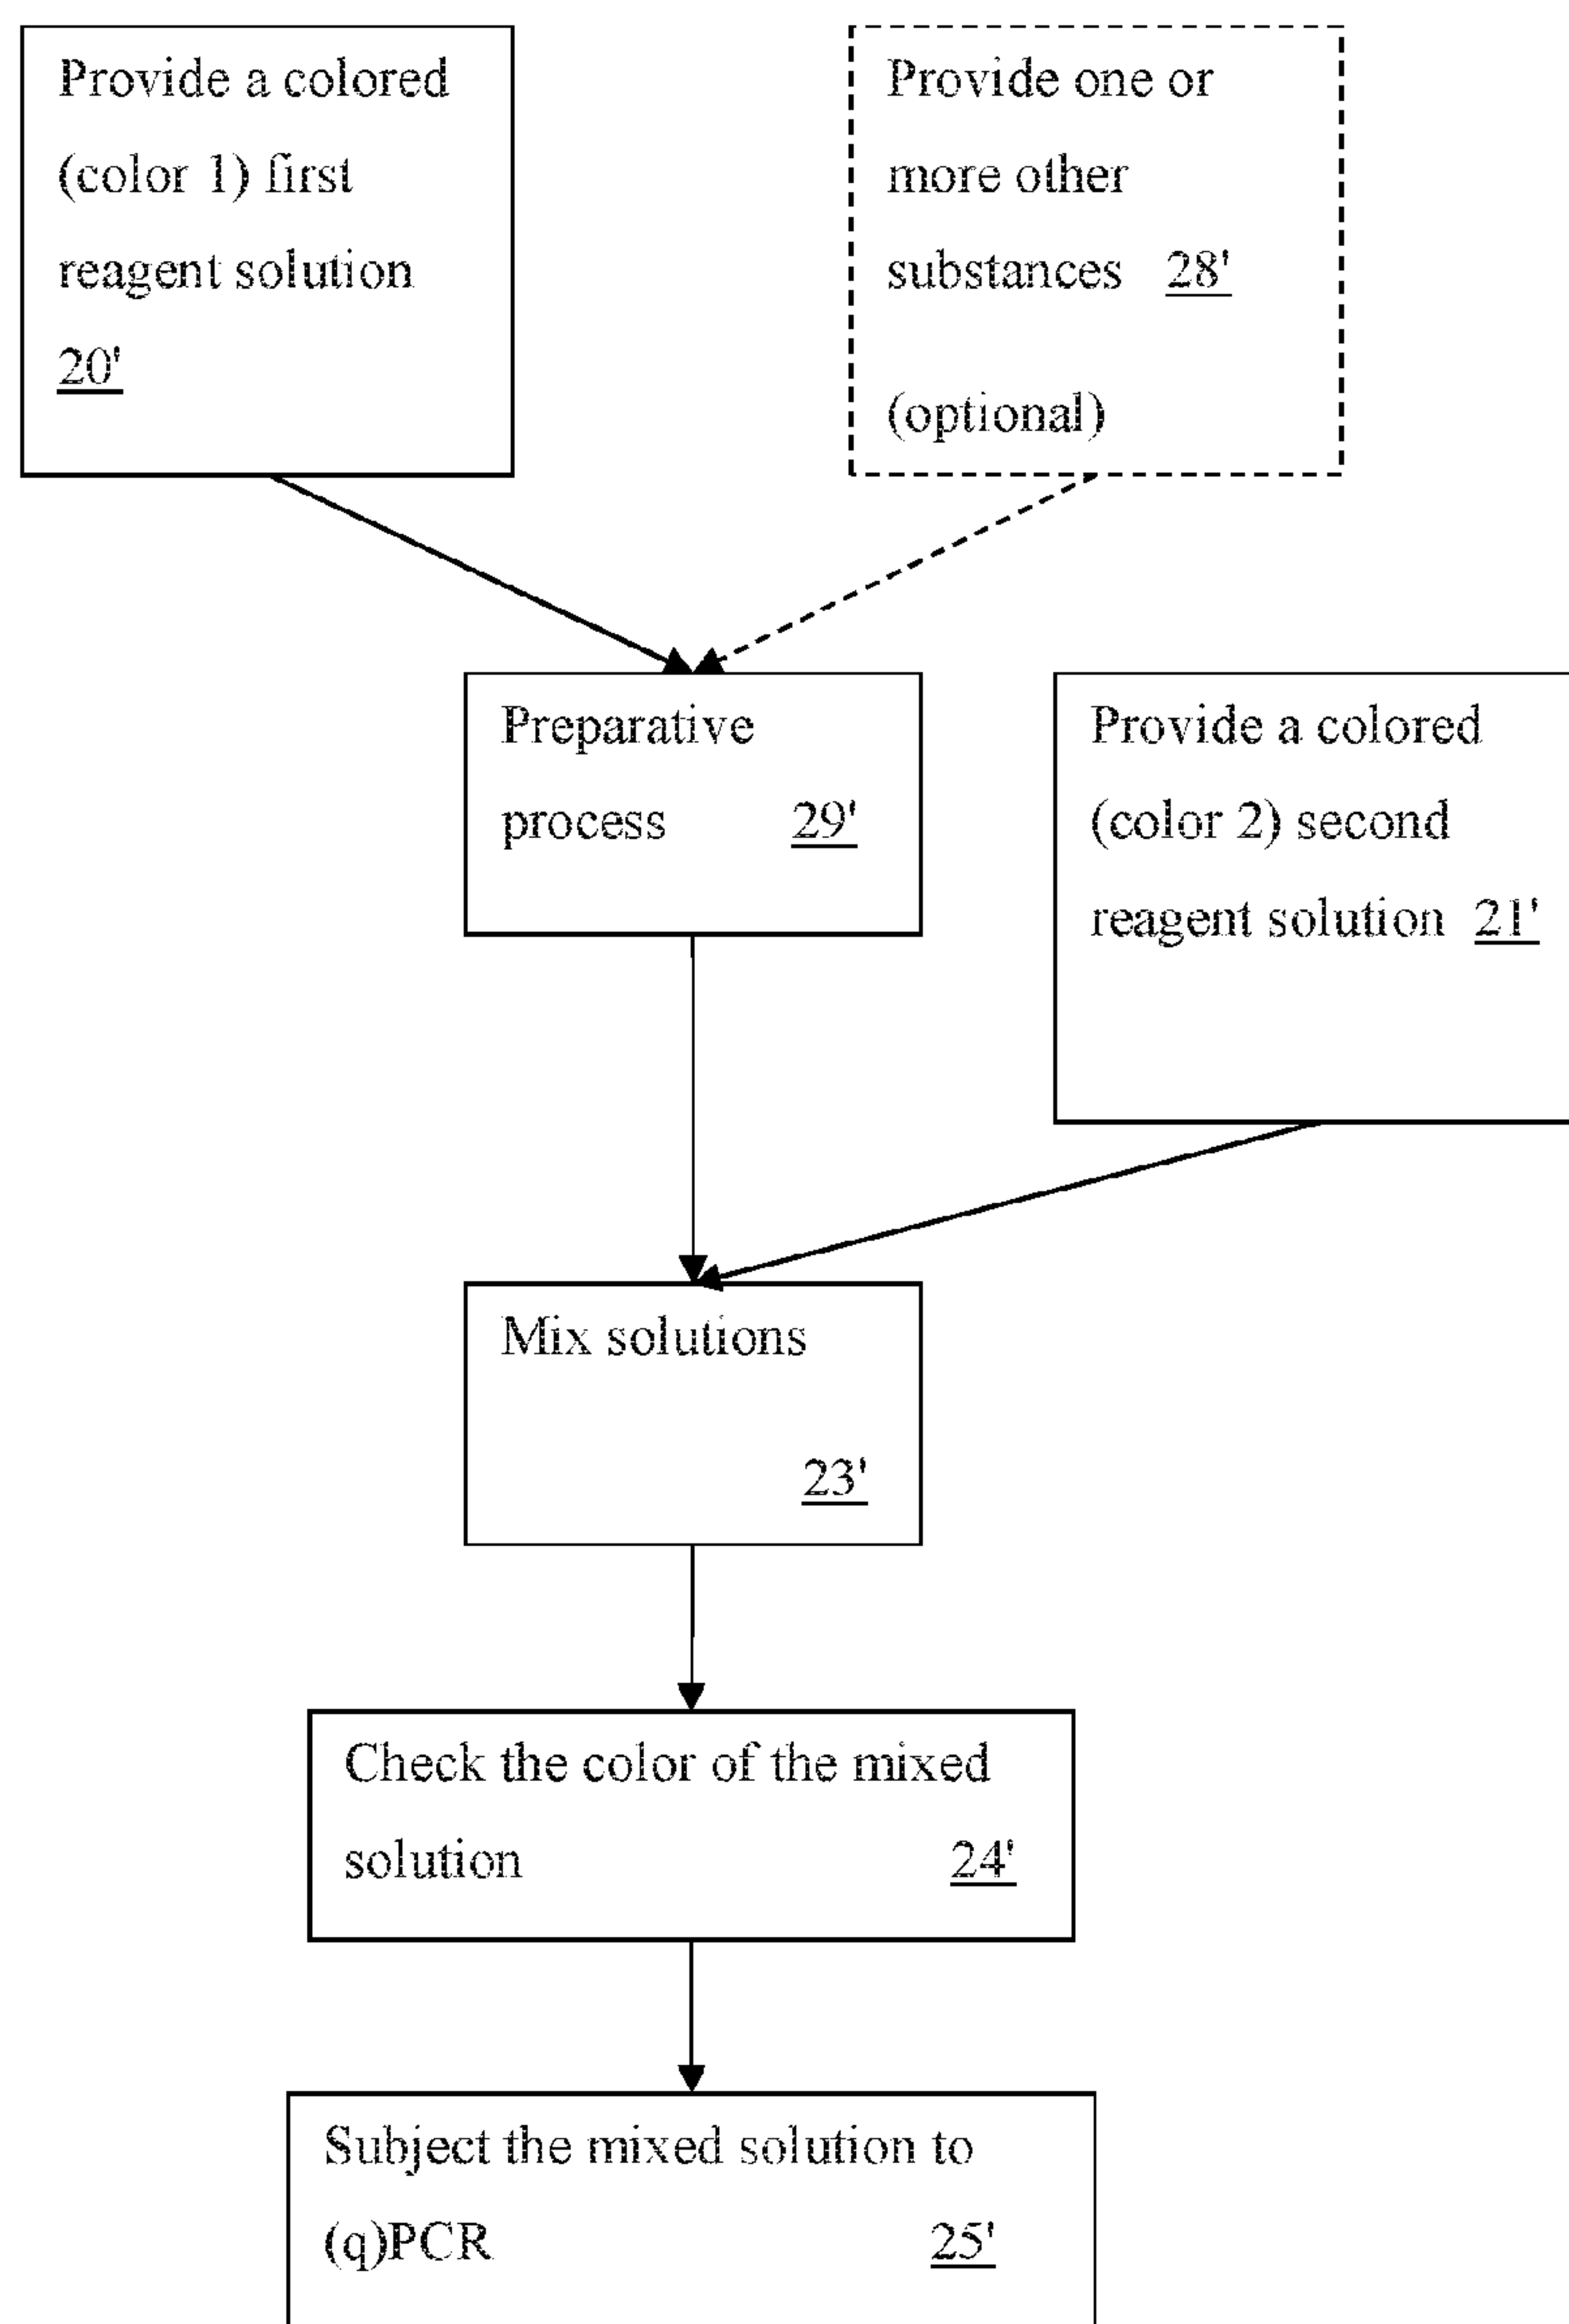 Provide a colored
(color 1) first
reagent solution
20'
Provide one or
more other
substances 28'
(optional)
Preparative
process 29'
Provide a colored
(color 2) second
reagent solution 21'
Mix solutions
23'
Check the color of the mixed
solution 24'
Subject the mixed solution to
(q)PCR 25'